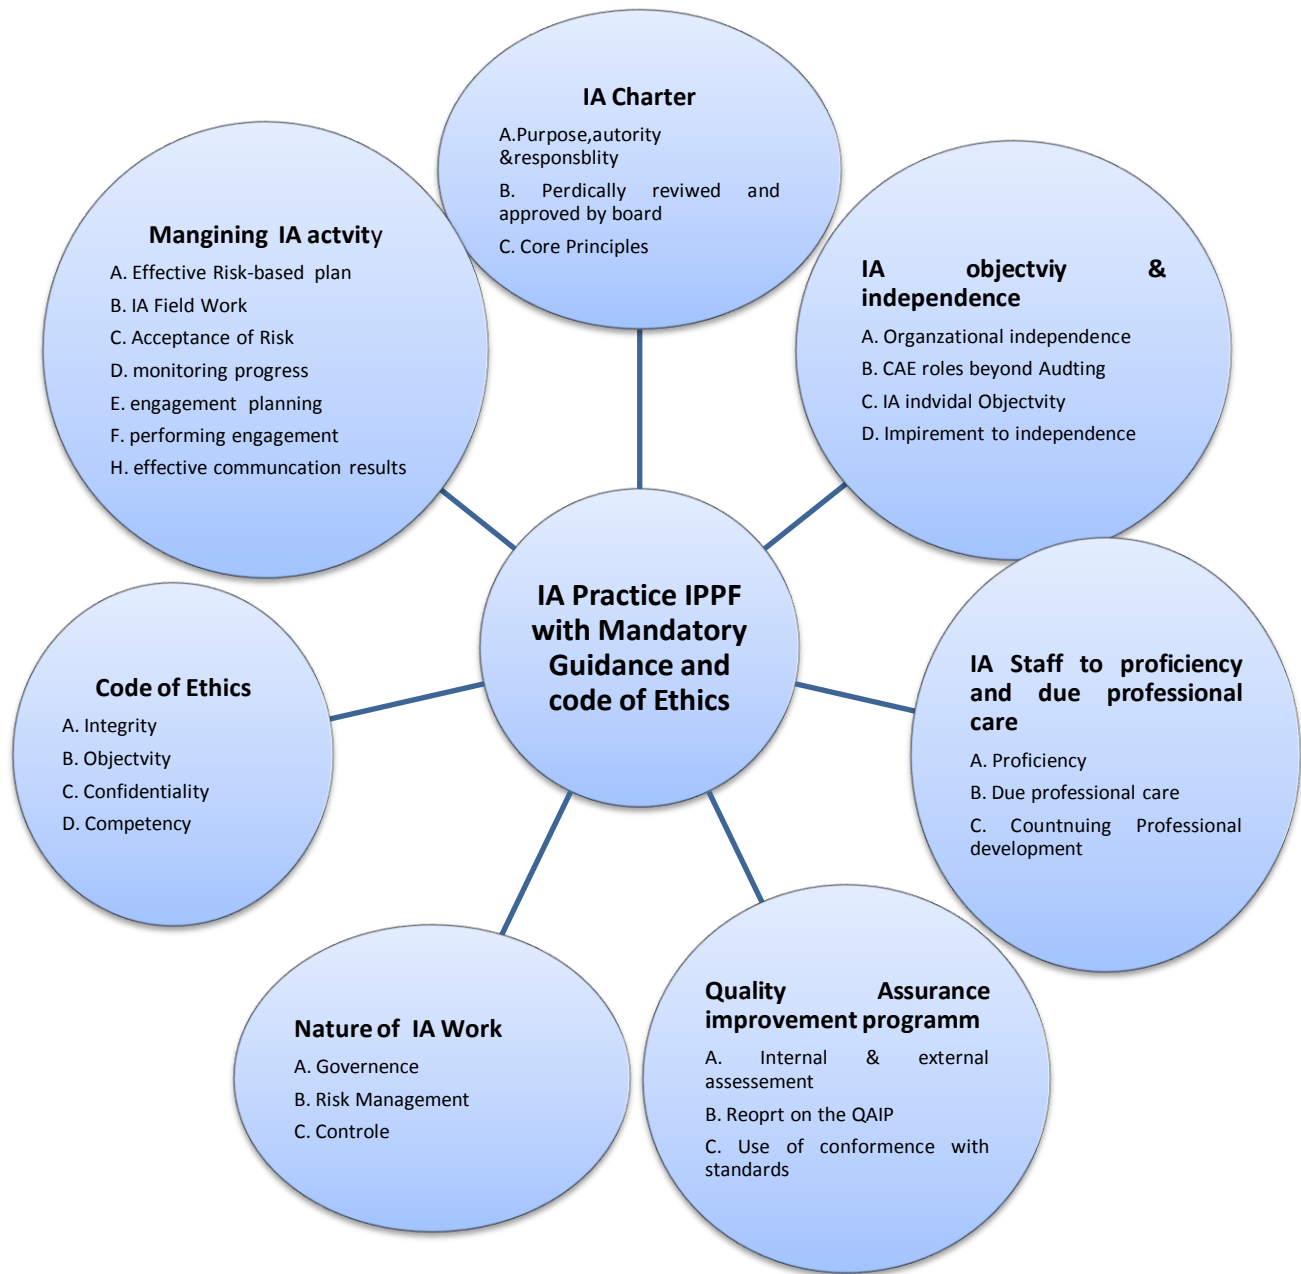 IA Charter
A.Purpose,autority
&responsblity
B. Perdically reviwed and
approved by board
C. Core Principles
IA objectviy &
independence
A. Organzational independence
B. CAE roles beyond Audting
C. IA indvidal Objectvity
D. Impirement to independence
IA Staff to proficiency
and due professional
care
A. Proficiency
B. Due professional care
C. Countnuing Professional
development
Quality Assurance
improvement programm
A. Internal & external
assessement
B. Reoprt on the QAIP
C. Use of conformence with
standards
Nature of IA Work
A. Governence
B. Risk Management
C. Controle
Code of Ethics
A. Integrity
B. Objectvity
C. Confidentiality
D. Competency
Mangining IA actvity
A. Effective Risk-based plan
B. IA Field Work
C. Acceptance of Risk
D. monitoring progress
E. engagement planning
F. performing engagement
H. effective communcation results
IA Practice IPPF
with Mandatory
Guidance and
code of Ethics